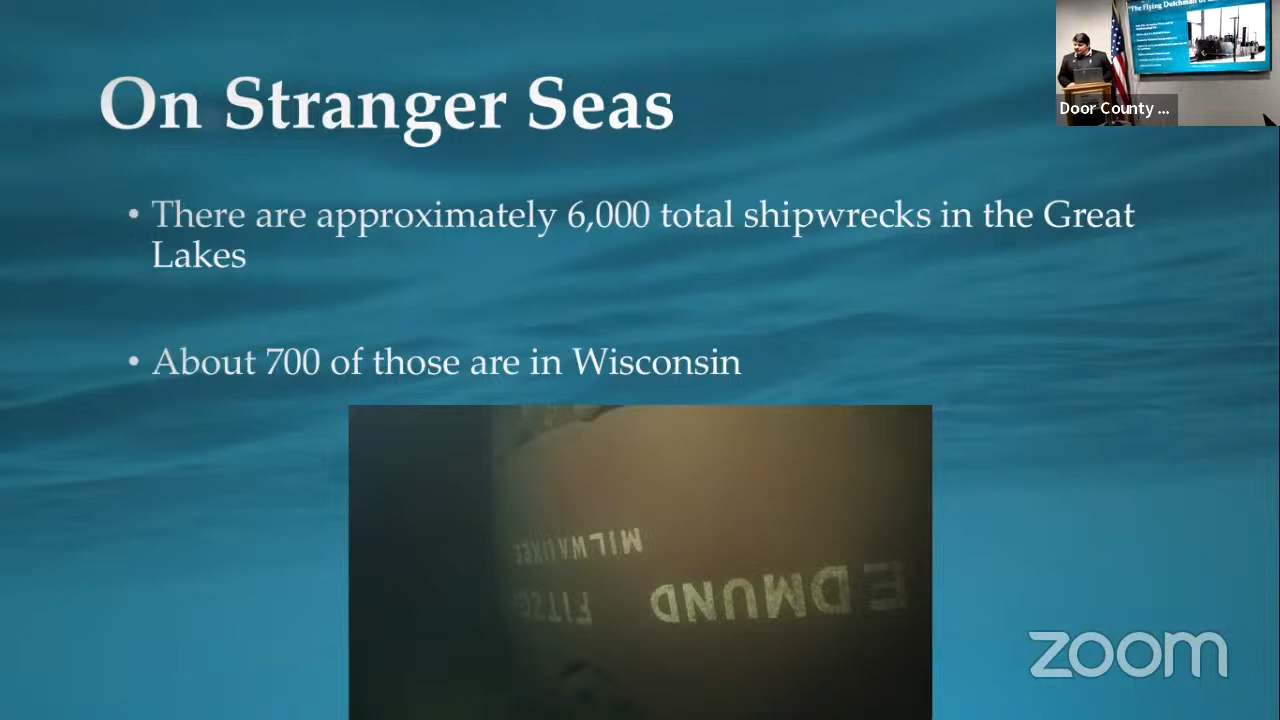 On Stranger Seas
• There are approximately 6,000 total shipwrecks in the Great
Lakes
• About 700 of those are in Wisconsin
EDMUND
FITZG
MILWAUKEE
Door County ...
zoom